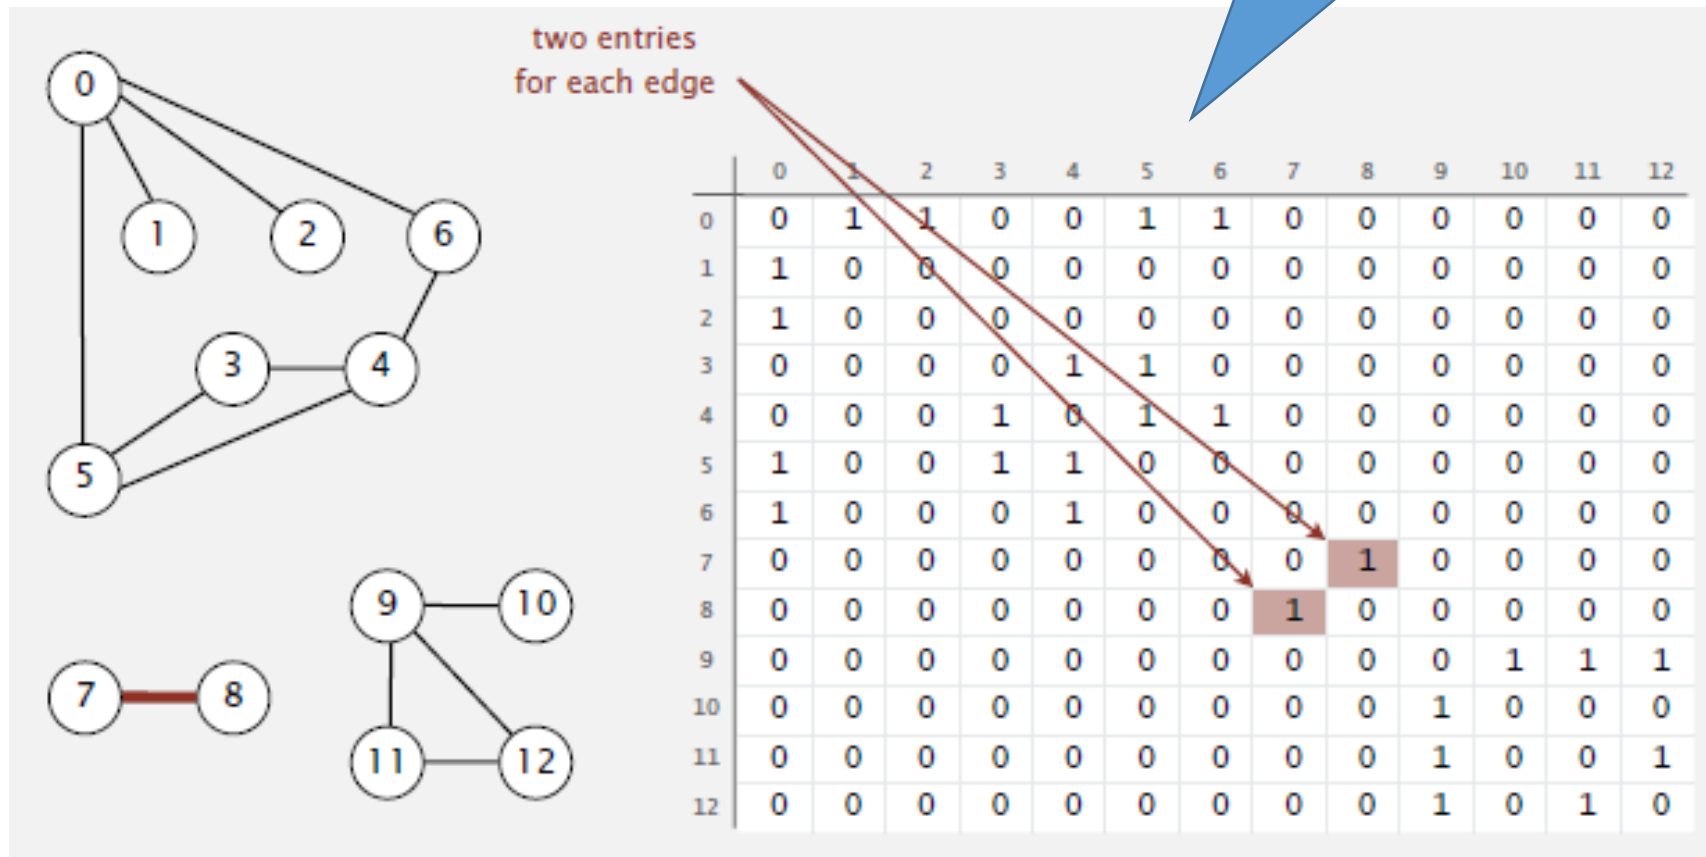 two entries
for each edge
0
1
2
6
3
4
5
9
10
7
8
11
12
0 1 2 3 4 5 6 7 8 9 10 11 12
0 0 1 1 0 0 1 1 0 0 0 0 0 0
1 1 0 0 0 0 0 0 0 0 0 0 0 0
2 1 0 0 0 0 0 0 0 0 0 0 0 0
3 0 0 0 0 1 1 0 0 0 0 0 0 0
4 0 0 0 1 0 1 1 0 0 0 0 0 0
5 1 0 0 1 1 0 0 0 0 0 0 0 0
6 1 0 0 0 1 0 0 0 0 0 0 0 0
7 0 0 0 0 0 0 0 0 1 0 0 0 0
8 0 0 0 0 0 0 0 1 0 0 0 0 0
9 0 0 0 0 0 0 0 0 0 0 1 1 1
10 0 0 0 0 0 0 0 0 0 1 0 0 0
11 0 0 0 0 0 0 0 0 0 1 0 0 1
12 0 0 0 0 0 0 0 0 0 1 0 1 0